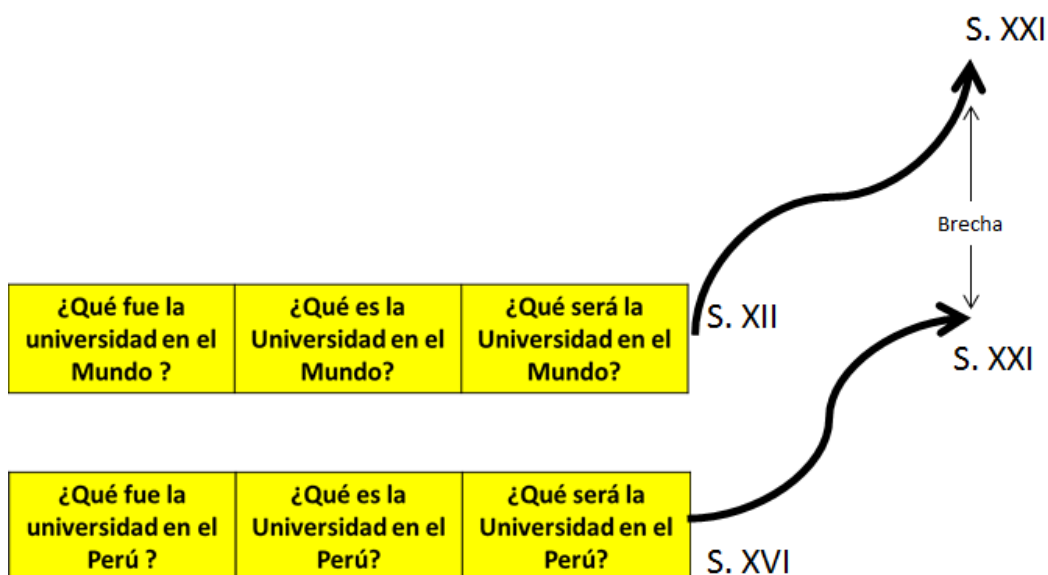 S. XXI
Brecha
¿Qué fue la
universidad en el
Mundo ?
¿Qué es la
Universidad en el
Mundo?
¿Qué será la
Universidad en el
Mundo?
S. XII
S. XXI
¿Qué fue la
universidad en el
Perú ?
¿Qué es la
Universidad en el
Perú?
¿Qué será la
Universidad en el
Perú?
S. XVI